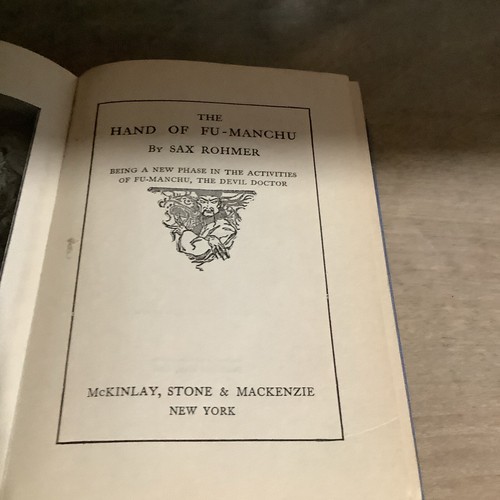 THE
HAND OF FU-MANCHU
BY SAX ROHMER
BEING A NEW PHASE IN THE ACTIVITIES
OF FU-MANCHU, THE DEVIL DOCTOR
McKINLAY, STONE & MACKENZIE
NEW YORK